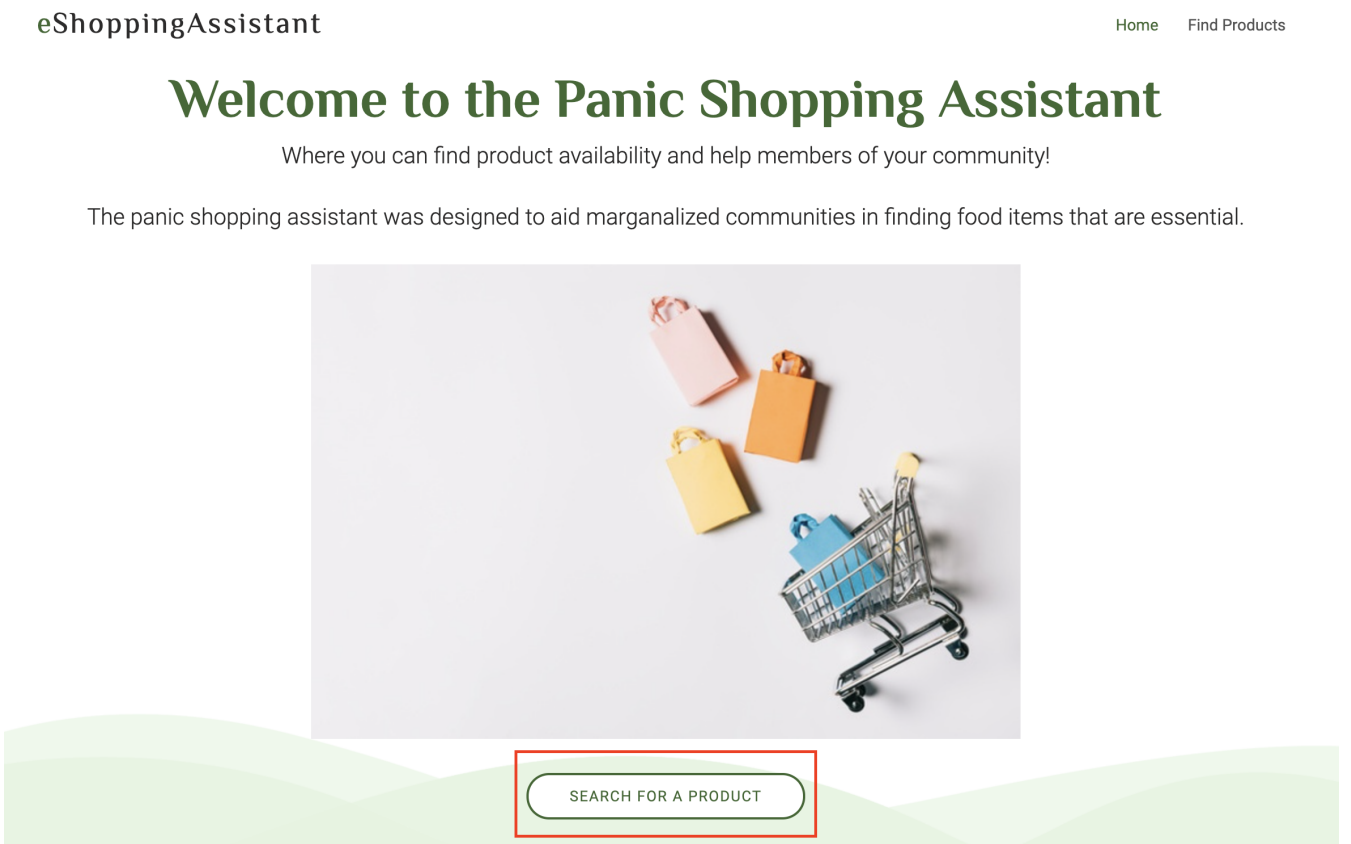 eShoppingAssistant
Home Find Products
Welcome to the Panic Shopping Assistant
Where you can find product availability and help members of your community!
The panic shopping assistant was designed to aid marganalized communities in finding food items that are essential.
SEARCH FOR A PRODUCT